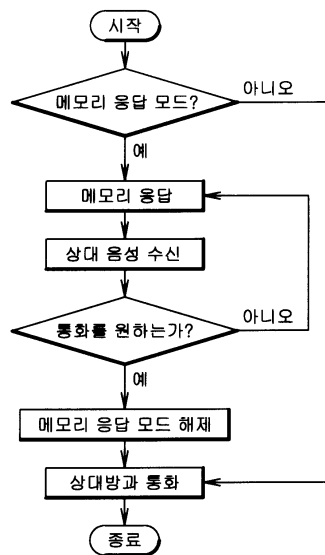 시작
메모리 응답 모드?
아니오
예
메모리 응답
상대 음성 수신
통화를 원하는가?
아니오
예
메모리 응답 모드 해제
상대방과 통화
종료